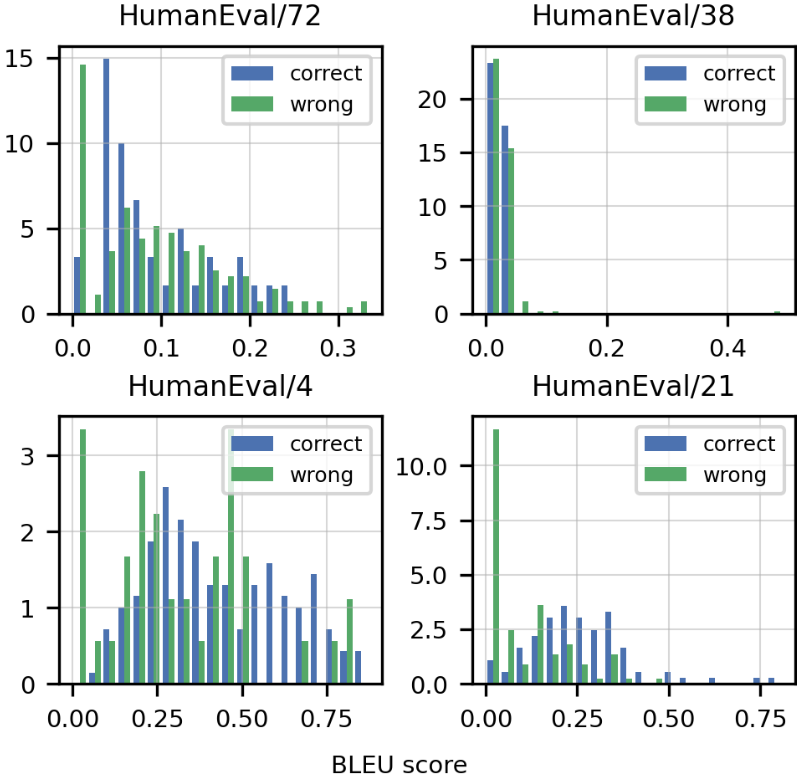 HumanEval/72
15
10
5
0
0.0 0.1 0.2 0.3
correct
wrong
HumanEval/38
20
15
10
5
0
0.0 0.2 0.4
correct
wrong
HumanEval/4
3
2
1
0
0.00 0.25 0.50 0.75
correct
wrong
HumanEval/21
10.0
7.5
5.0
2.5
0.0
0.00 0.25 0.50 0.75
correct
wrong
BLEU score